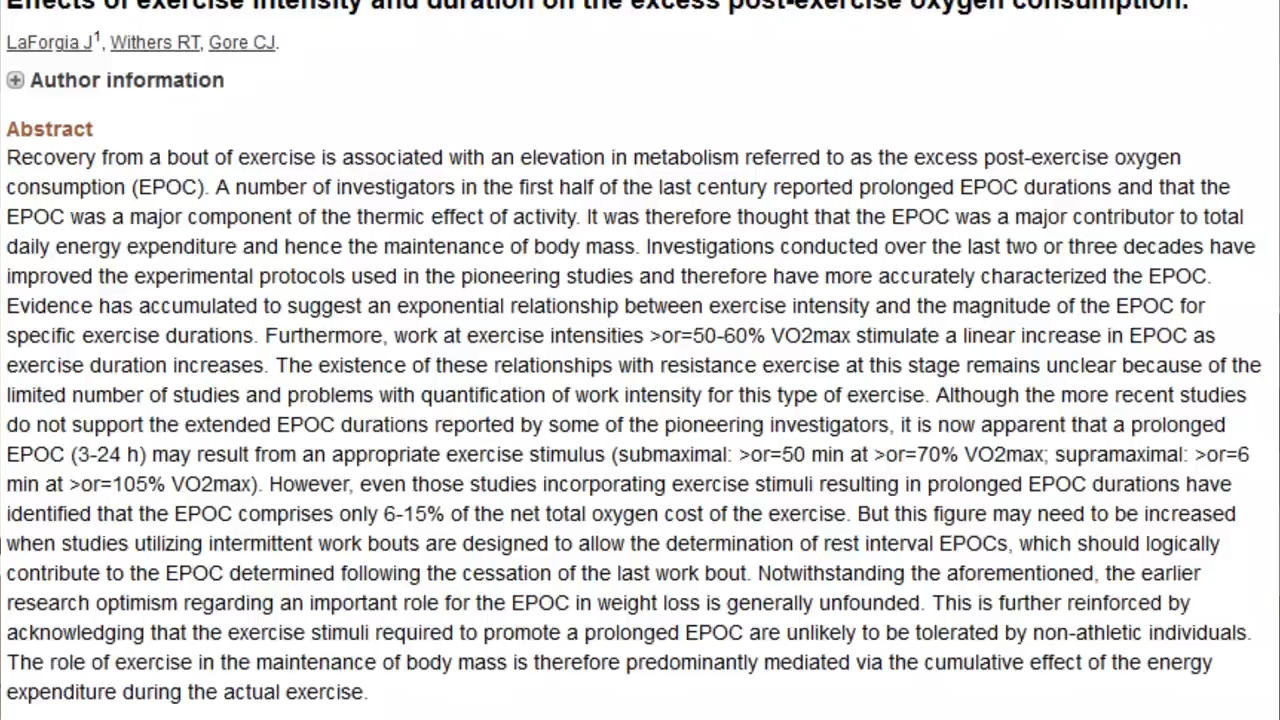 Effects of exercise intensity and duration on the excess post-exercise oxygen consumption.
LaForgia J1, Withers RT, Gore CJ.
Author information
Abstract
Recovery from a bout of exercise is associated with an elevation in metabolism referred to as the excess post-exercise oxygen
consumption (EPOC). A number of investigators in the first half of the last century reported prolonged EPOC durations and that the
EPOC was a major component of the thermic effect of activity. It was therefore thought that the EPOC was a major contributor to total
daily energy expenditure and hence the maintenance of body mass. Investigations conducted over the last two or three decades have
improved the experimental protocols used in the pioneering studies and therefore have more accurately characterized the EPOC.
Evidence has accumulated to suggest an exponential relationship between exercise intensity and the magnitude of the EPOC for
specific exercise durations. Furthermore, work at exercise intensities >or=50-60% VO2max stimulate a linear increase in EPOC as
exercise duration increases. The existence of these relationships with resistance exercise at this stage remains unclear because of the
limited number of studies and problems with quantification of work intensity for this type of exercise. Although the more recent studies
do not support the extended EPOC durations reported by some of the pioneering investigators, it is now apparent that a prolonged
EPOC (3-24 h) may result from an appropriate exercise stimulus (submaximal: >or=50 min at >or=70% VO2max; supramaximal: >or=6
min at >or=105% VO2max). However, even those studies incorporating exercise stimuli resulting in prolonged EPOC durations have
identified that the EPOC comprises only 6-15% of the net total oxygen cost of the exercise. But this figure may need to be increased
when studies utilizing intermittent work bouts are designed to allow the determination of rest interval EPOCs, which should logically
contribute to the EPOC determined following the cessation of the last work bout. Notwithstanding the aforementioned, the earlier
research optimism regarding an important role for the EPOC in weight loss is generally unfounded. This is further reinforced by
acknowledging that the exercise stimuli required to promote a prolonged EPOC are unlikely to be tolerated by non-athletic individuals.
The role of exercise in the maintenance of body mass is therefore predominantly mediated via the cumulative effect of the energy
expenditure during the actual exercise.